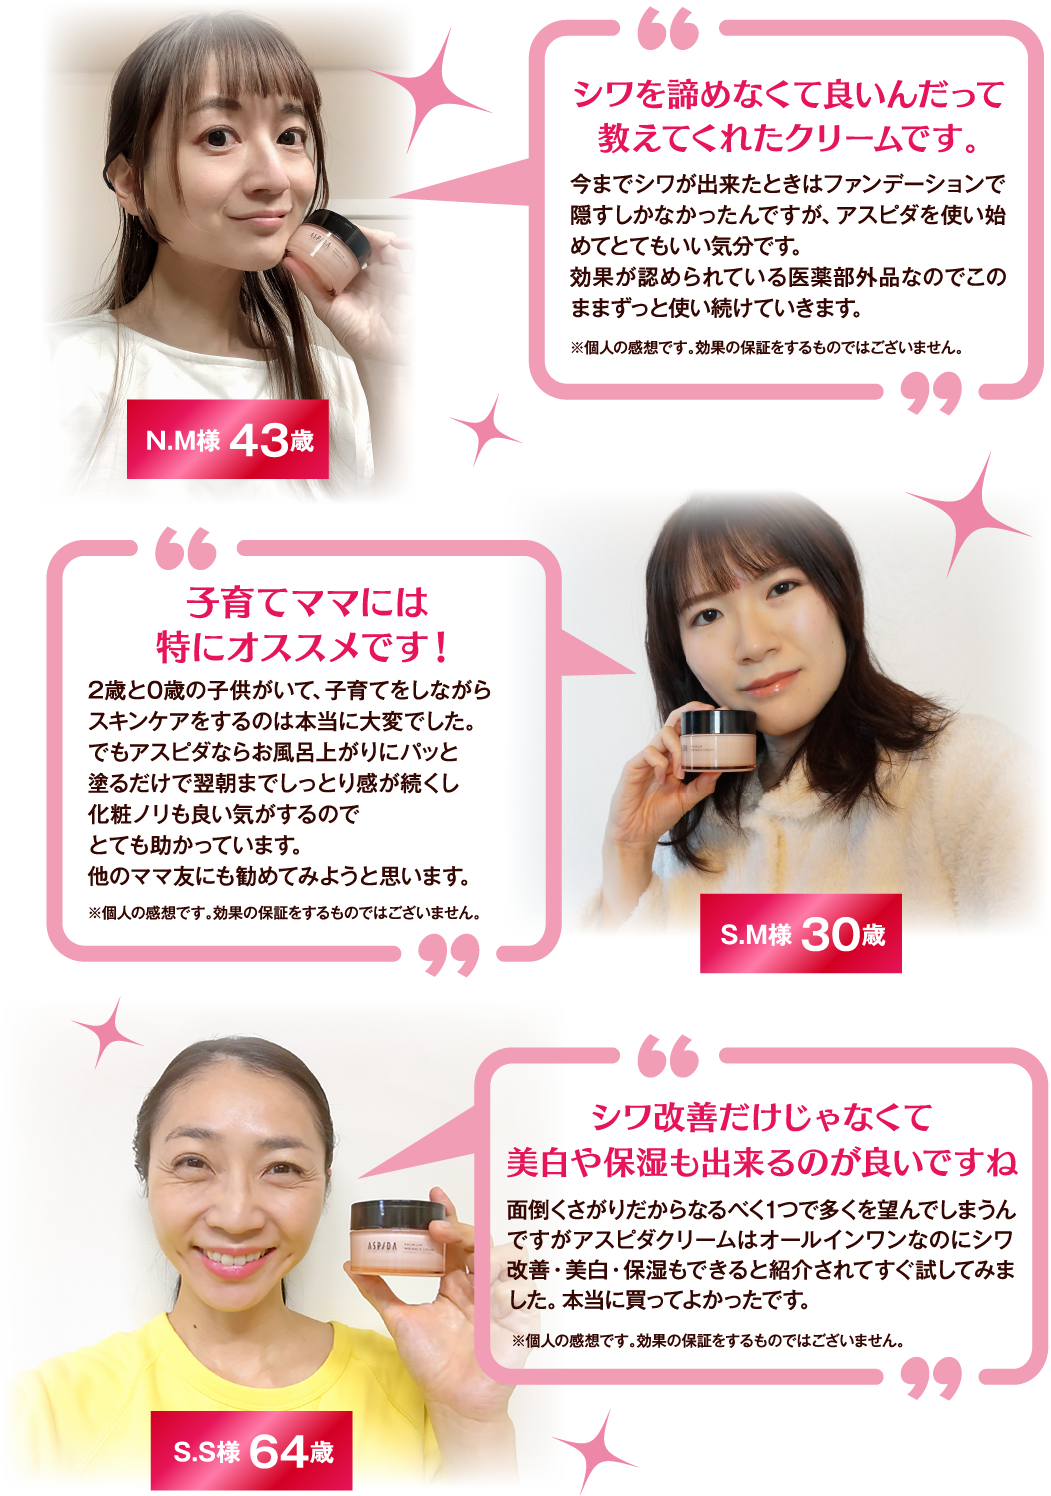 シワを諦めなくて良いんだって
教えてくれたクリームです。
今までシワが出来たときはファンデーションで
隠すしかなかったんですが、アスピダを使い始
めてとてもいい気分です。
効果が認められている医薬部外品なのでこの
ままずっと使い続けていきます。
※個人の感想です。効果の保証をするものではございません。
ASPIDA
N.M様 43歳
子育てママには
特にオススメです！
2歳と0歳の子供がいて、子育てをしながら
スキンケアをするのは本当に大変でした。
でもアスピダならお風呂上がりにパッと
塗るだけで翌朝までしっとり感が続くし
化粧ノリも良い気がするので
とても助かっています。
他のママ友にも勧めてみようと思います。
※個人の感想です。効果の保証をするものではございません。
S.M様 30歳
シワ改善だけじゃなくて
美白や保湿も出来るのが良いですね
面倒くさがりだからなるべく1つで多くを望んでしまうん
ですがアスピダクリームはオールインワンなのにシワ
改善・美白・保湿もできると紹介されてすぐ試してみま
した。本当に買ってよかったです。
※個人の感想です。効果の保証をするものではございません。
ASPIDA
S.S様 64歳